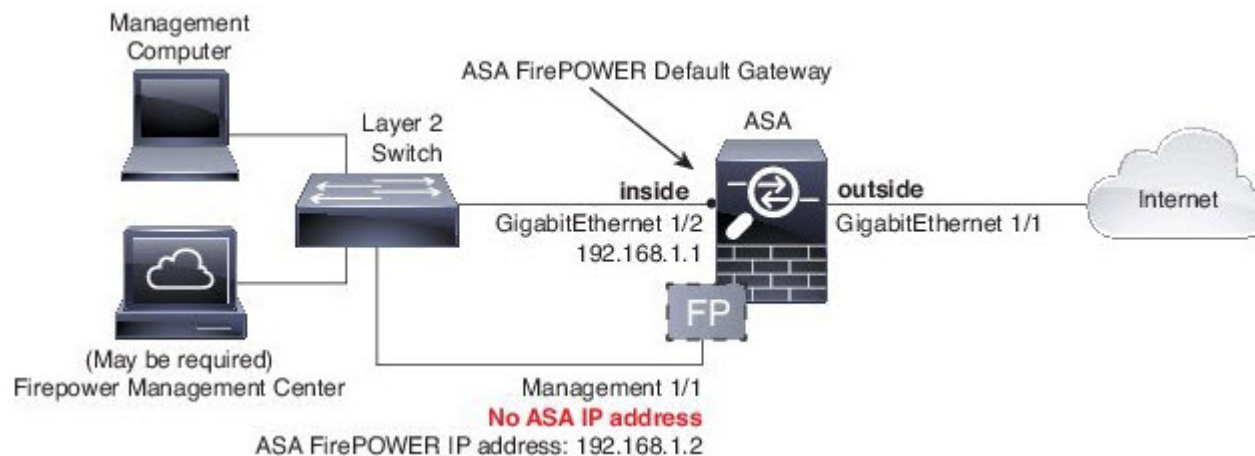 Management
Computer
ASA FirePOWER Default Gateway
ASA
Layer 2
Switch
inside
outside
GigabitEthernet 1/2
GigabitEthernet 1/1
Internet
192.168.1.1
FP
(May be required)
Firepower Management Center
Management 1/1
No ASA IP address
ASA FirePOWER IP address: 192.168.1.2